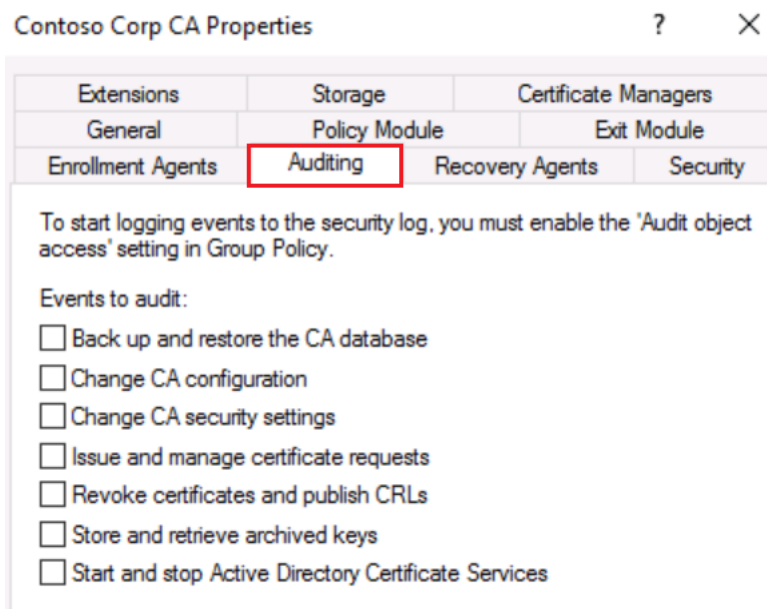 Contoso Corp CA Properties ? ×
Extensions Storage Certificate Managers
General Policy Module Exit Module
Enrollment Agents Auditing Recovery Agents Security
To start logging events to the security log, you must enable the 'Audit object
access' setting in Group Policy.
Events to audit:
Back up and restore the CA database
Change CA configuration
Change CA security settings
Issue and manage certificate requests
Revoke certificates and publish CRLs
Store and retrieve archived keys
Start and stop Active Directory Certificate Services